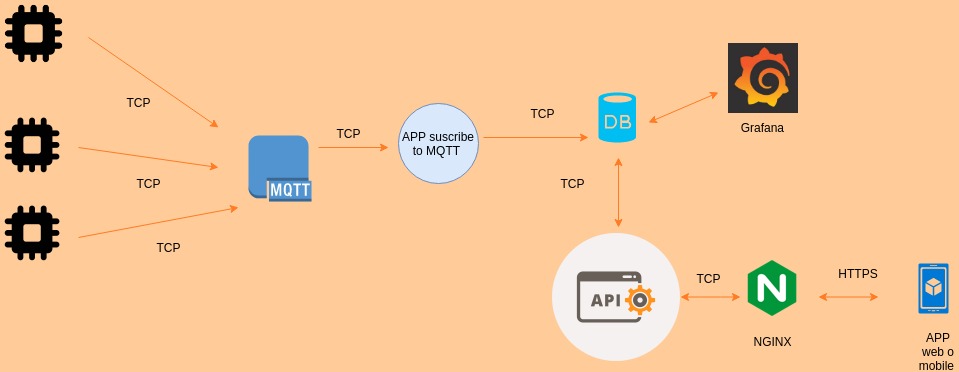 TCP
TCP
TCP
MQTT
TCP
APP suscribe
to MQTT
TCP
DB
Grafana
TCP
API
TCP
N
NGINX
HTTPS
APP
web o
mobile